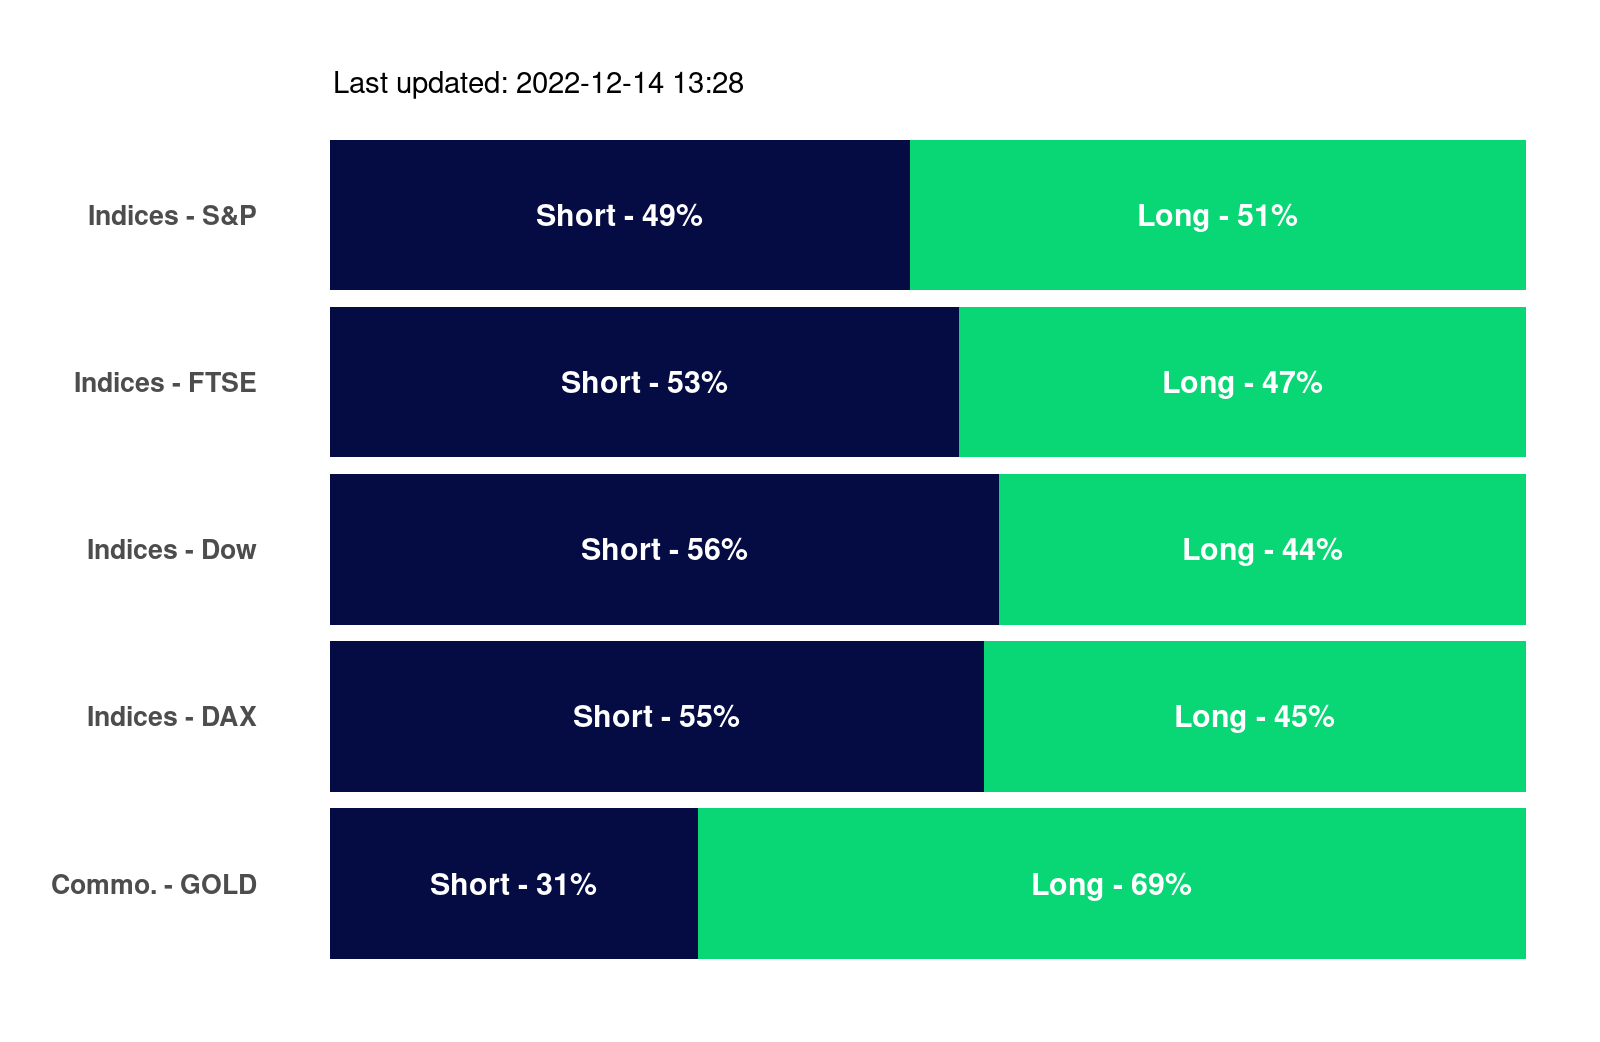 Last updated: 2022-12-14 13:28
Indices - S&P Short - 49% Long - 51%
Indices - FTSE Short - 53% Long - 47%
Indices - Dow Short - 56% Long - 44%
Indices - DAX Short - 55% Long - 45%
Commo. - GOLD Short - 31% Long - 69%